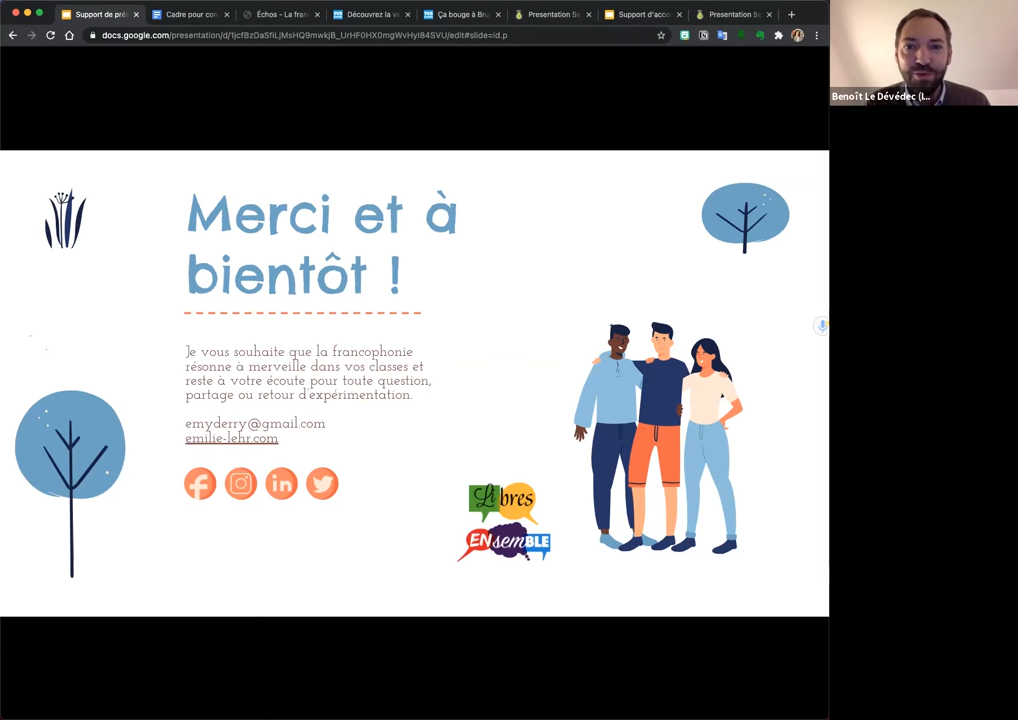 Support de pré
Cadre pour con
Échos - La fran
Découvrez la vi
Ça bouge à Bru
Presentation Se
Support d'acco
Presentation Se
docs.google.com/presentation/d/1jcfBzDaSfiLjMsHQ9mwkjB_UrHF0HX0mgWvHyI84SVU/edit#slide=id.p
Benoît Le Dévédec (I...
Merci et à
bientôt !
Je vous souhaite que la francophonie
résonne à merveille dans vos classes et
reste à votre écoute pour toute question,
partage ou retour d'expérimentation.
emyderry@gmail.com
emilie-lehr.com
Libres
ENsemBLE